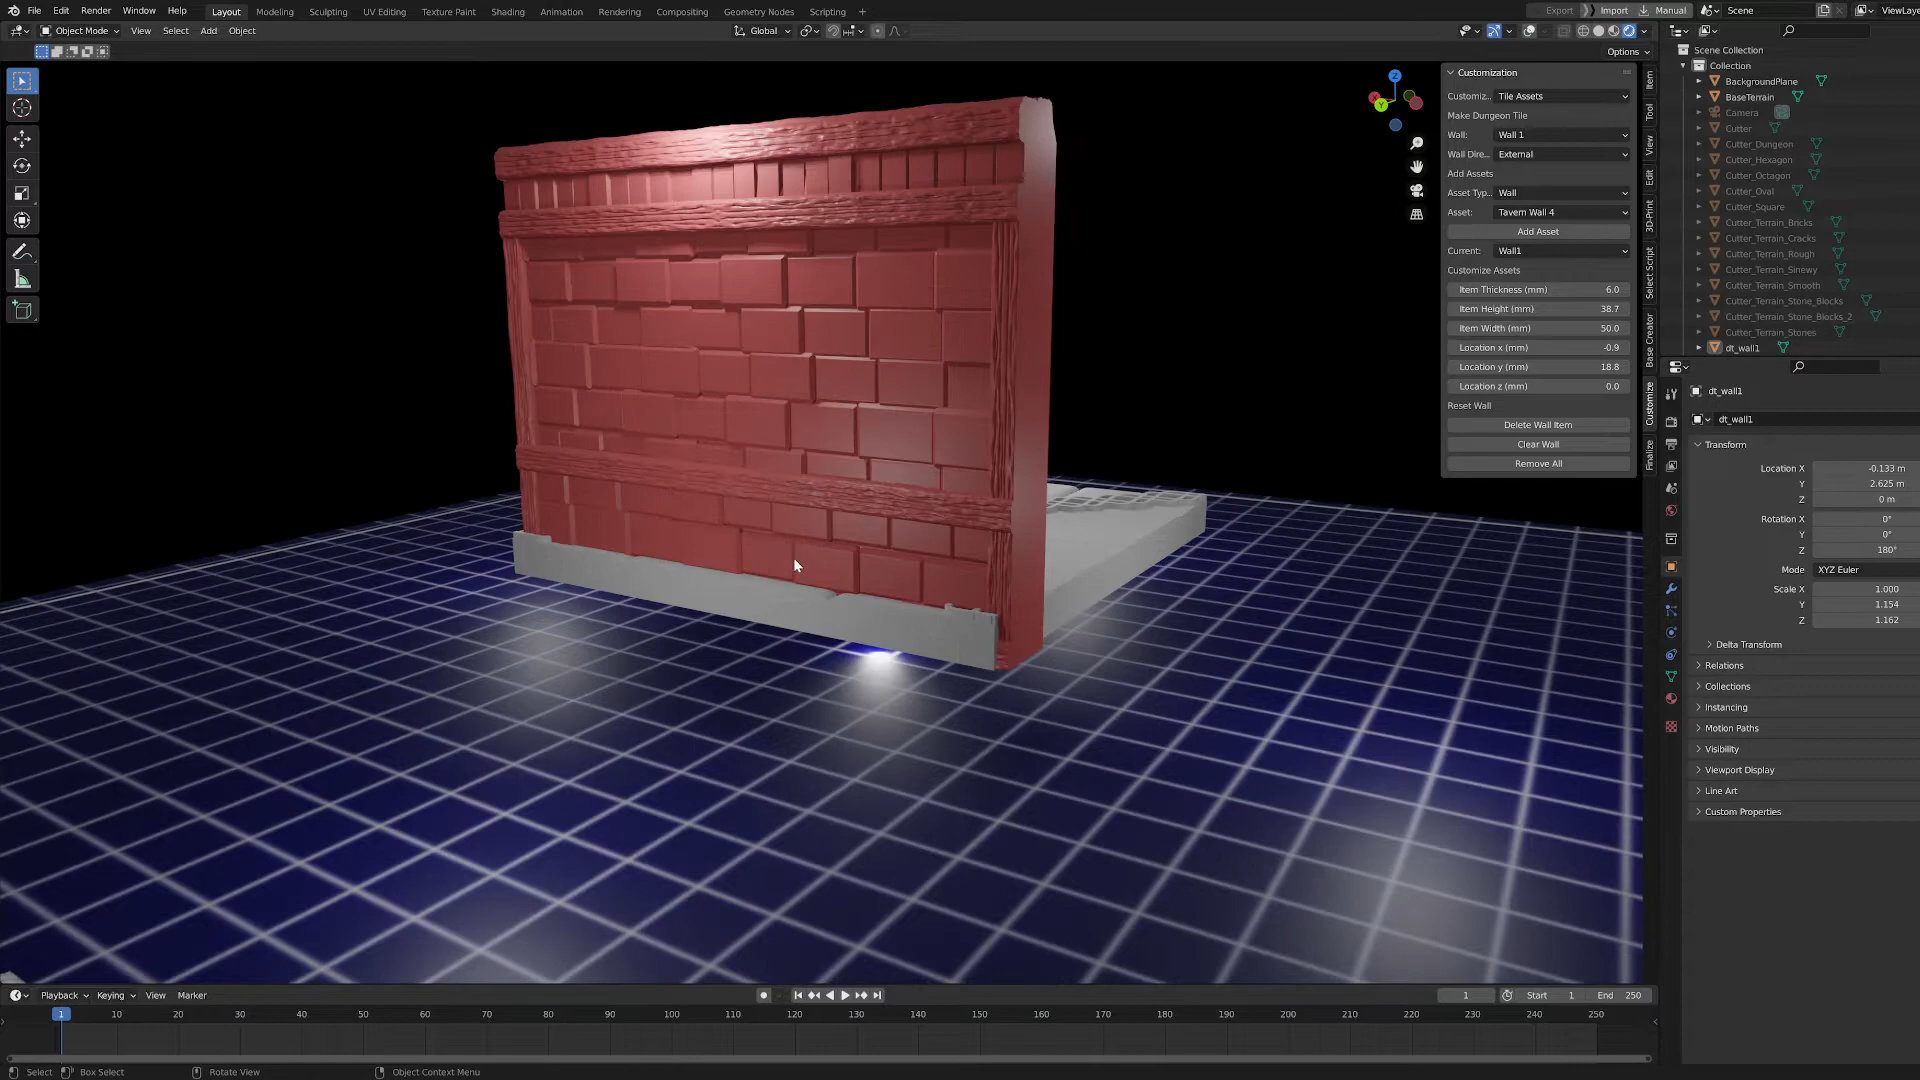 File Edit Render Window Help Layout Modeling Sculpting UV Editing Texture Paint Shading Animation Rendering Compositing Geometry Nodes Scripting + Export Import Manual Scene ViewLayer
Object Mode View Select Add Object Global
Options
Customization
Customiz.. Tile Assets
Make Dungeon Tile
Wall: Wall 1
Wall Dire.. External
Add Assets
Asset Typ.. Wall
Asset: Tavern Wall 4
Add Asset
Current: Wall1
Customize Assets
Item Thickness (mm) 6.0
Item Height (mm) 38.7
Item Width (mm) 50.0
Location x (mm) -0.9
Location y (mm) 18.8
Location z (mm) 0.0
Reset Wall
Delete Wall Item
Clear Wall
Remove All
Item
Tool
View
Edit
3D-Print
Select Script
Base Creator
Customize
Finalize
Z
Y
Scene Collection
Collection
BackgroundPlane
BaseTerrain
Camera
Cutter
Cutter_Dungeon
Cutter_Hexagon
Cutter_Octagon
Cutter_Oval
Cutter_Square
Cutter_Terrain_Bricks
Cutter_Terrain_Cracks
Cutter_Terrain_Rough
Cutter_Terrain_Sinewy
Cutter_Terrain_Smooth
Cutter_Terrain_Stone_Blocks
Cutter_Terrain_Stone_Blocks_2
Cutter_Terrain_Stones
dt_wall1
dt_wall1
dt_wall1
Transform
Location X -0.133 m
Y 2.625 m
Z 0 m
Rotation X 0°
Y 0°
Z 180°
Mode XYZ Euler
Scale X 1.000
Y 1.154
Z 1.162
Delta Transform
Relations
Collections
Instancing
Motion Paths
Visibility
Viewport Display
Line Art
Custom Properties
Playback Keying View Marker 1 Start 1 End 250
1 10 20 30 40 50 60 70 80 90 100 110 120 130 140 150 160 170 180 190 200 210 220 230 240 250
Select Box Select Rotate View Object Context Menu